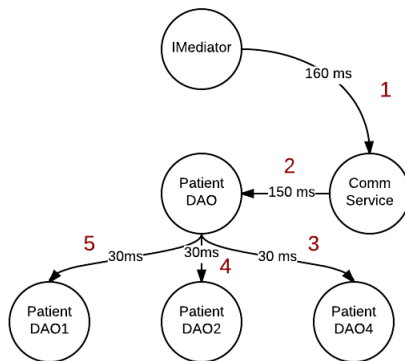 IMediator
160 ms
1
2
Patient
DAO
150 ms
Comm
Service
5
30ms
30ms
4
30 ms
3
Patient
DAO1
Patient
DAO2
Patient
DAO4